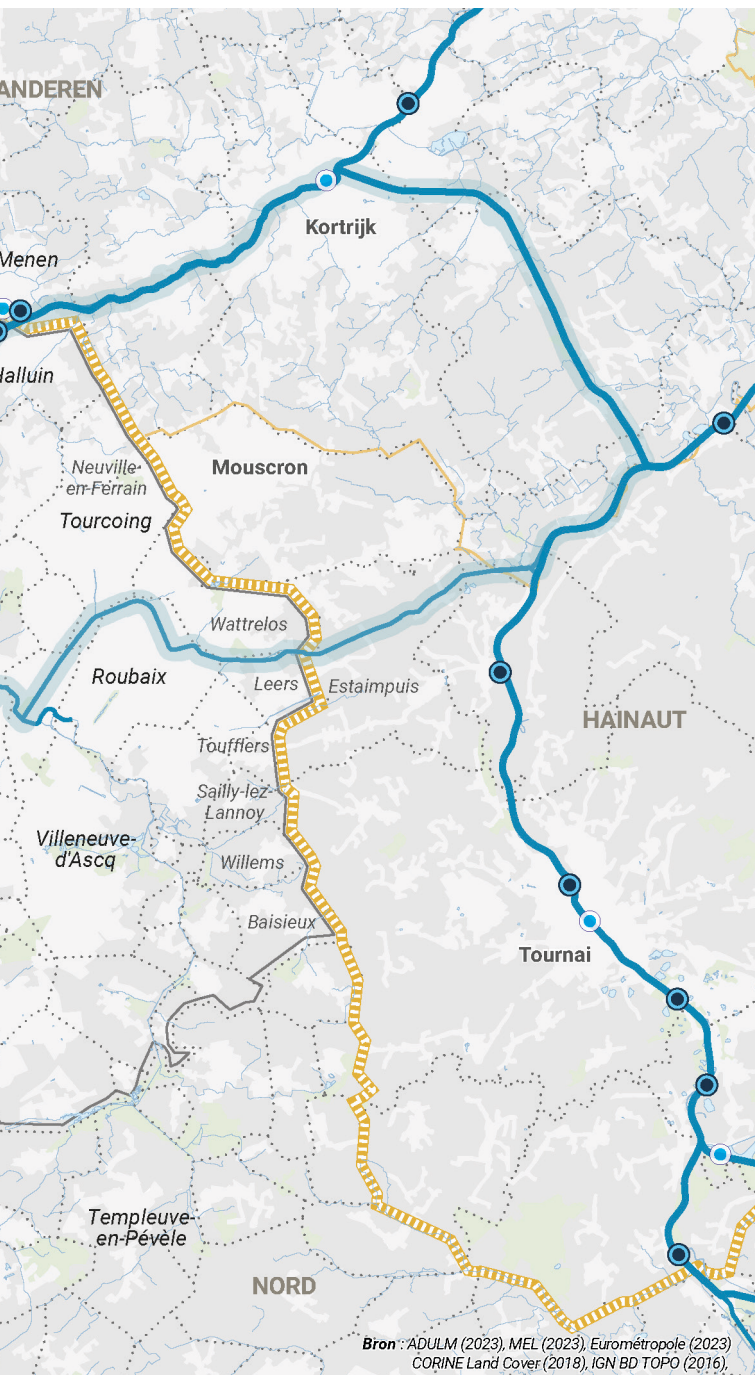 ANDEREN
Kortrijk
Menen
Halluin
Neuville-
en-Ferrain
Mouscron
Tourcoing
Wattrelos
Roubaix
Leers
Estaimpuis
HAINAUT
Toufflers
Sailly-lez-
Lannoy
Villeneuve-
d'Ascq
Willems
Baisieux
Tournai
Templeuve-
en-Pévèle
NORD
Bron : ADULM (2023), MEL (2023), Eurométropole (2023)
CORINE Land Cover (2018), IGN BD TOPO (2016),